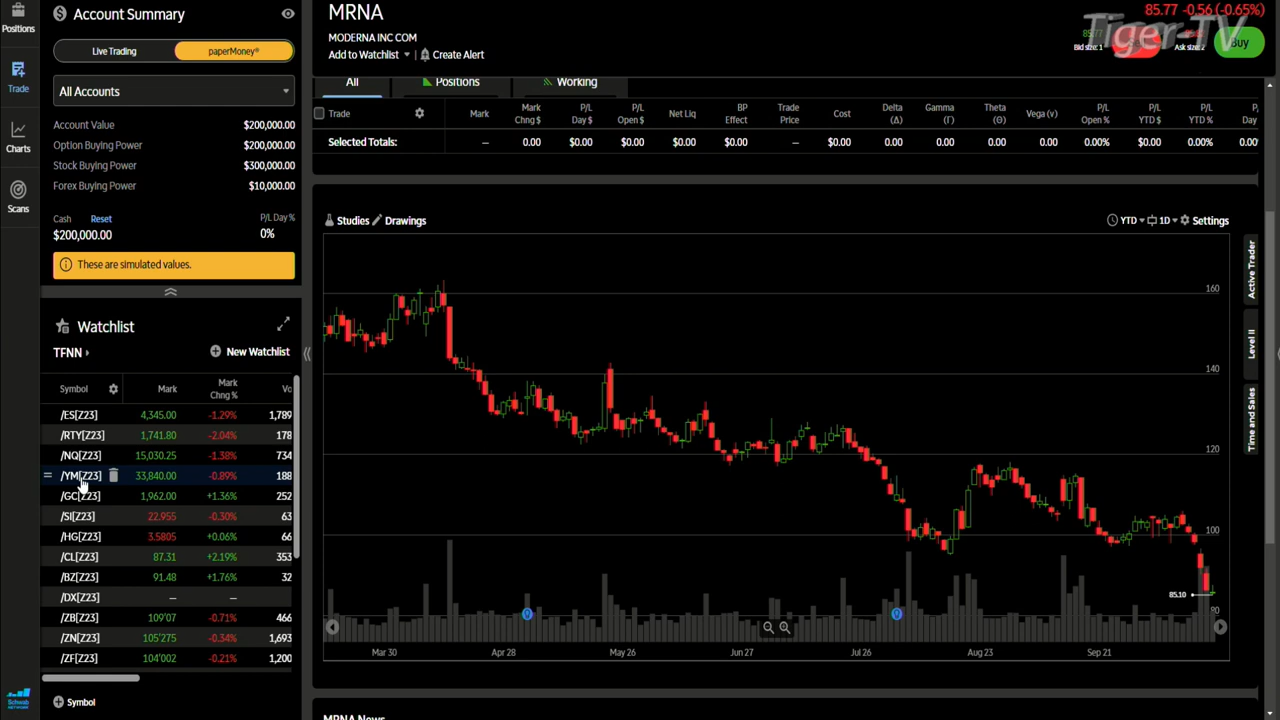 Positions
Trade
Charts
Scans
Schwab
NETWORK
Account Summary
Live Trading
paperMoney®
All Accounts
Account Value $200,000.00
Option Buying Power $200,000.00
Stock Buying Power $300,000.00
Forex Buying Power $10,000.00
Cash Reset P/L Day %
$200,000.00 0%
These are simulated values.
Watchlist
TFNN
New Watchlist
Symbol Mark Mark Chng % Vo
/ES[Z23] 4,345.00 -1.29% 1,789
/RTY[Z23] 1,741.80 -2.04% 178
/NQ[Z23] 15,030.25 -1.38% 734
/YM[Z23] 33,840.00 -0.89% 188
/GC[Z23] 1,962.00 +1.36% 252
/SI[Z23] 22.955 -0.30% 63
/HG[Z23] 3.5805 +0.06% 66
/CL[Z23] 87.31 +2.19% 353
/BZ[Z23] 91.48 +1.76% 32
/DX[Z23] — —
/ZB[Z23] 109'07 -0.71% 466
/ZN[Z23] 105'275 -0.34% 1,693
/ZF[Z23] 104'002 -0.21% 1,200
Symbol
MRNA
85.77 -0.56 (-0.65%)
MODERNA INC COM
Add to Watchlist
Create Alert
Bid size: 1
Ask size: 2
Buy
Tiger-TV
All
Positions
Working
Trade Mark Mark Chng $ P/L Day $ P/L Open $ Net Liq BP Effect Trade Price Cost Delta (Δ) Gamma (Γ) Theta (Θ) Vega (v) P/L Open % P/L YTD $ P/L YTD % P/ Day
Selected Totals: — 0.00 $0.00 $0.00 $0.00 $0.00 — $0.00 0.00 0.00 0.00 0.00 0.00% $0.00 0.00% 0.00
Studies
Drawings
YTD
1D
Settings
160
140
120
100
85.10
80
Mar 30
Apr 28
May 26
Jun 27
Jul 26
Aug 23
Sep 21
Active Trader
Level II
Time and Sales
MRNA News